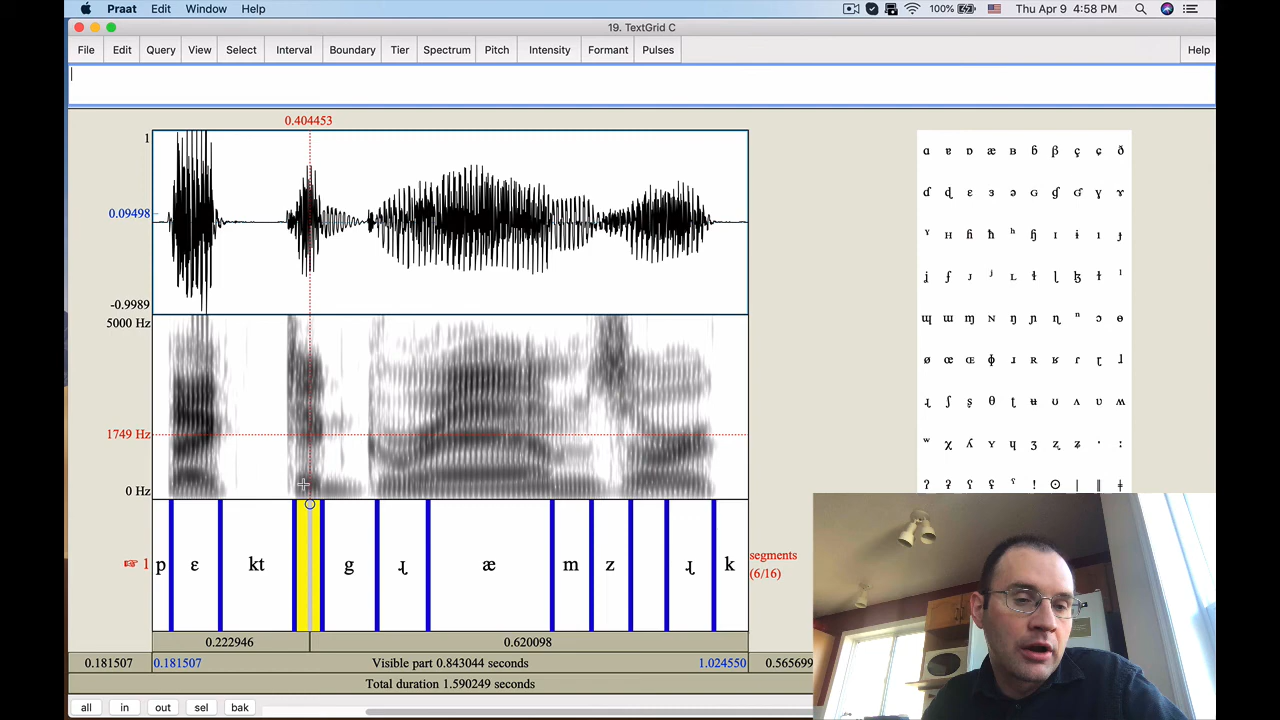 Praat Edit Window Help 100% Thu Apr 9 4:58 PM
19. TextGrid C
File Edit Query View Select Interval Boundary Tier Spectrum Pitch Intensity Formant Pulses Help
0.404453
1
0.09498
-0.9989
5000 Hz
1749 Hz
0 Hz
ɑ ɐ ɒ æ ʙ ɓ β ç ɕ ð
ɗ ɖ ɛ ɜ ə ɢ ɠ ʛ ɣ ɤ
ˠ ʜ ɦ ħ ʰ ɧ ɪ ɨ ı ɟ
ʝ ʄ ᴊ ʲ ʟ ɫ ɭ ɮ ɬ ˡ
ɰ ɯ ɱ ɴ ŋ ɲ ɳ ⁿ ɔ ɵ
ø œ ɶ ɸ ɹ ʀ ʁ ɾ ɽ ɺ
ɻ ʃ ʂ θ ʈ ʉ ʊ ʌ ʋ ʍ
ʷ χ ʎ ʏ ɥ ʒ ʐ ʑ
ʔ ʡ ʕ ʢ ˤ ! ʘ ǀ ǁ ǂ
☞ 1 p ɛ kt g ɻ æ m z ɻ k
segments
(6/16)
0.222946 0.620098
0.181507 0.181507 Visible part 0.843044 seconds 1.024550 0.565699
Total duration 1.590249 seconds
all in out sel bak